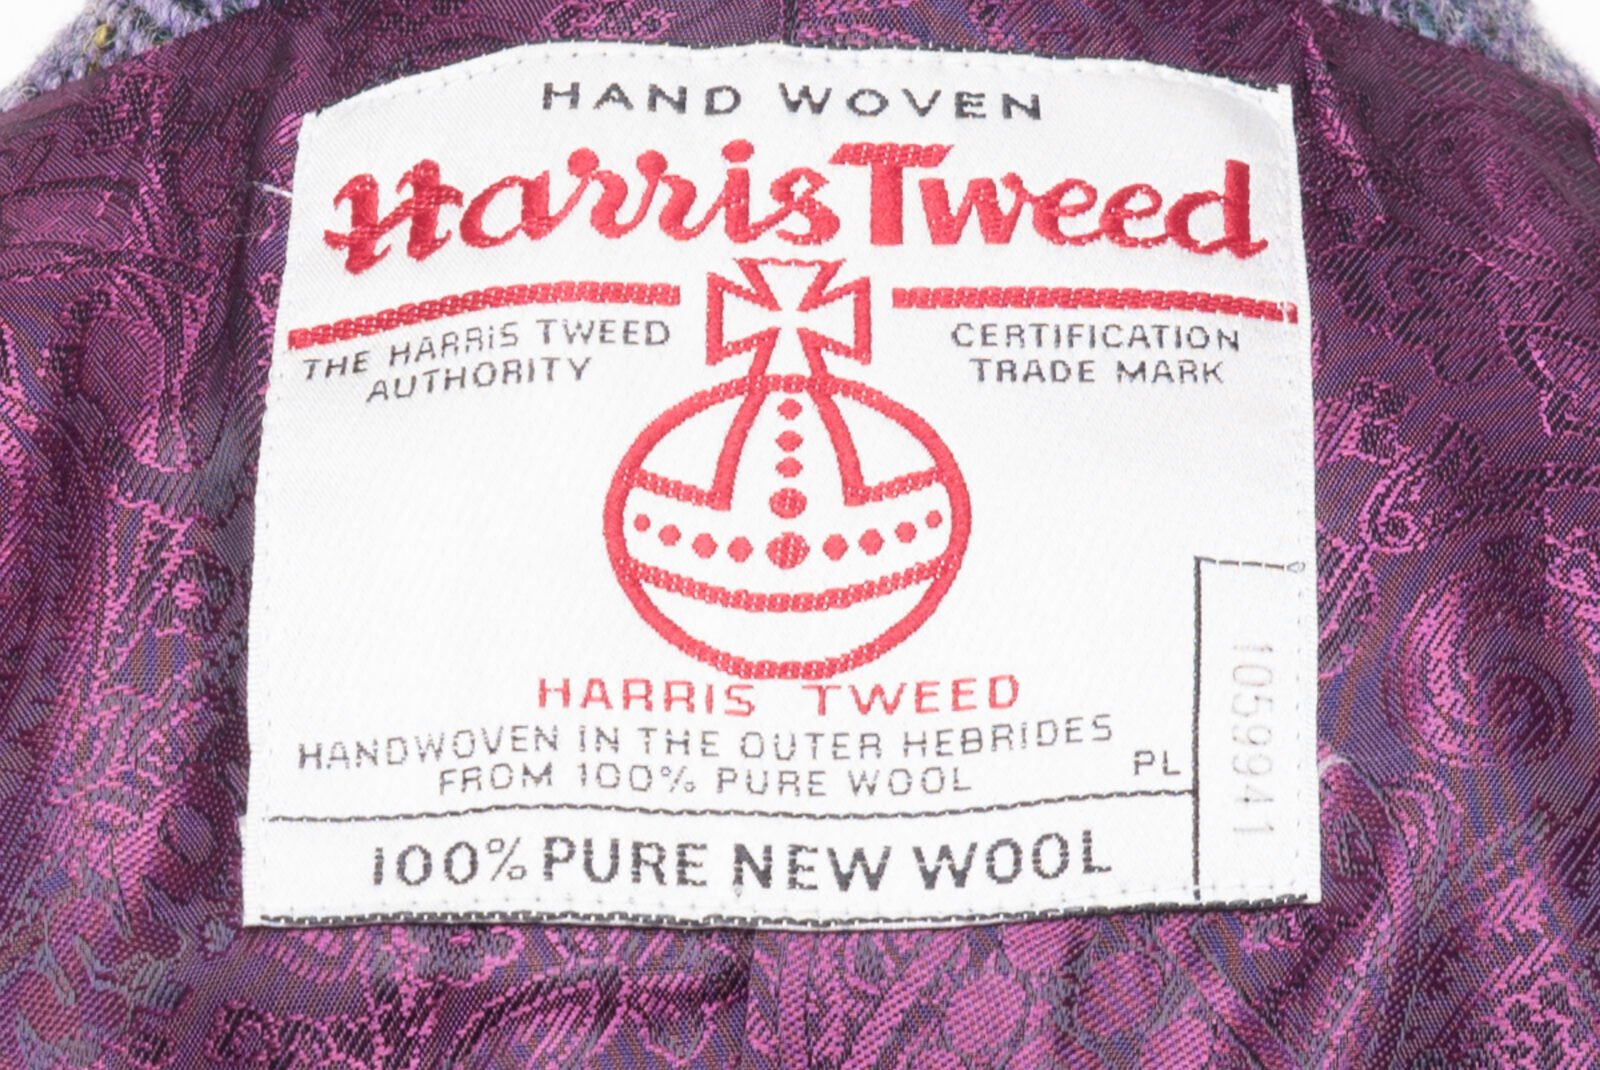 HAND WOVEN
Harris Tweed
THE HARRIS TWEED
AUTHORITY
CERTIFICATION
TRADE MARK
HARRIS TWEED
HANDWOVEN IN THE OUTER HEBRIDES
FROM 100% PURE WOOL
PL
1059941
100% PURE NEW WOOL